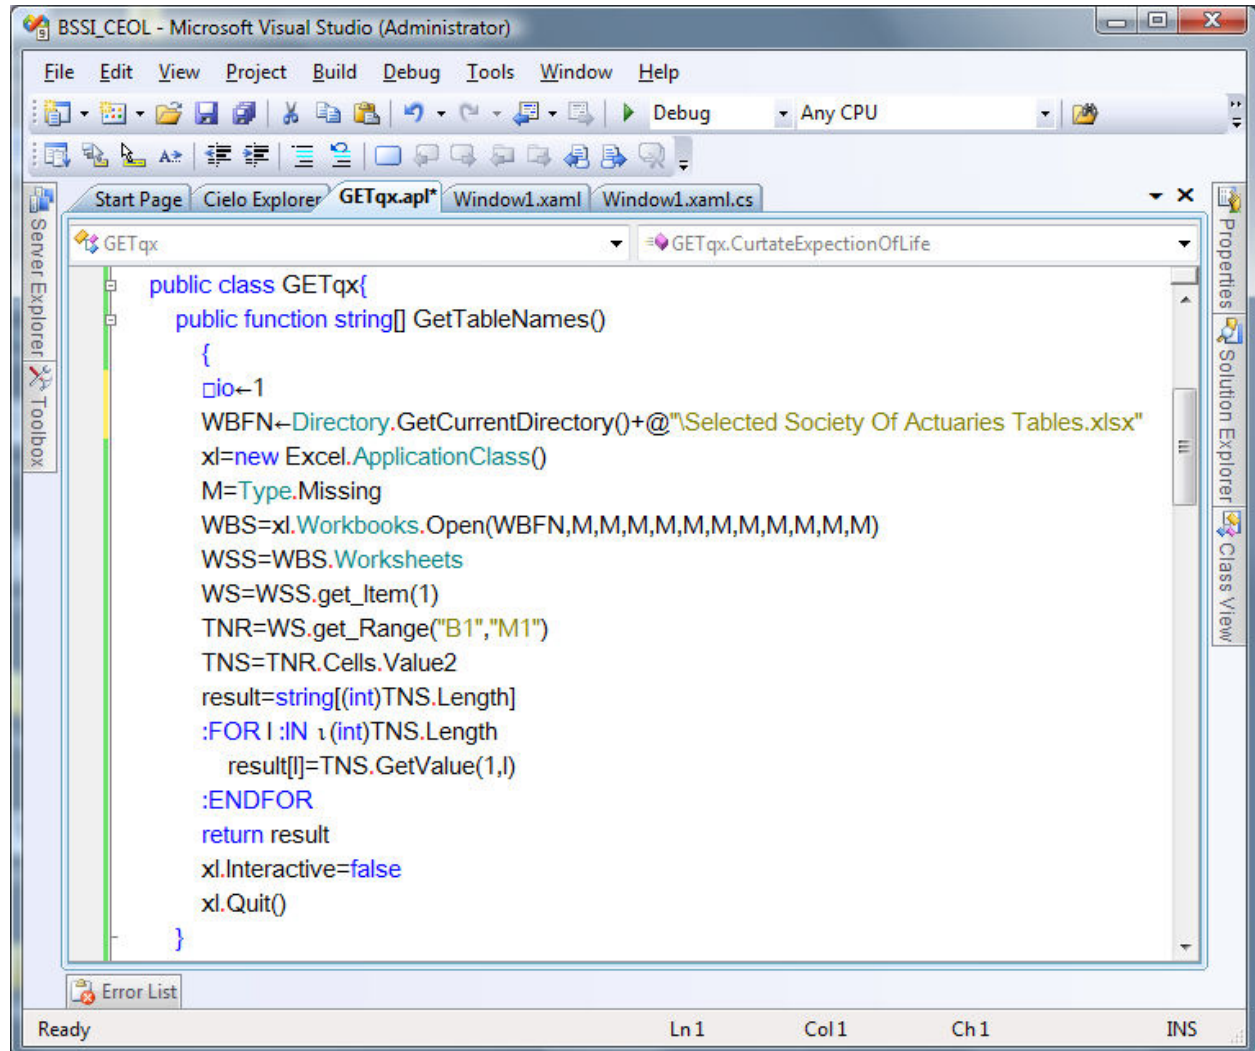 BSSI_CEOL - Microsoft Visual Studio (Administrator)
File Edit View Project Build Debug Tools Window Help
Debug Any CPU
Start Page Cielo Explorer GETqx.apl* Window1.xaml Window1.xaml.cs
GETqx GETqx.CurtateExpectionOfLife
public class GETqx{
public function string[] GetTableNames()
{
⎕io←1
WBFN←Directory.GetCurrentDirectory()+@"\Selected Society Of Actuaries Tables.xlsx"
xl=new Excel.ApplicationClass()
M=Type.Missing
WBS=xl.Workbooks.Open(WBFN,M,M,M,M,M,M,M,M,M,M,M)
WSS=WBS.Worksheets
WS=WSS.get_Item(1)
TNR=WS.get_Range("B1","M1")
TNS=TNR.Cells.Value2
result=string[(int)TNS.Length]
:FOR I :IN ⍳(int)TNS.Length
result[I]=TNS.GetValue(1,I)
:ENDFOR
return result
xl.Interactive=false
xl.Quit()
}
Server Explorer
Toolbox
Properties
Solution Explorer
Class View
Error List
Ready Ln 1 Col 1 Ch 1 INS